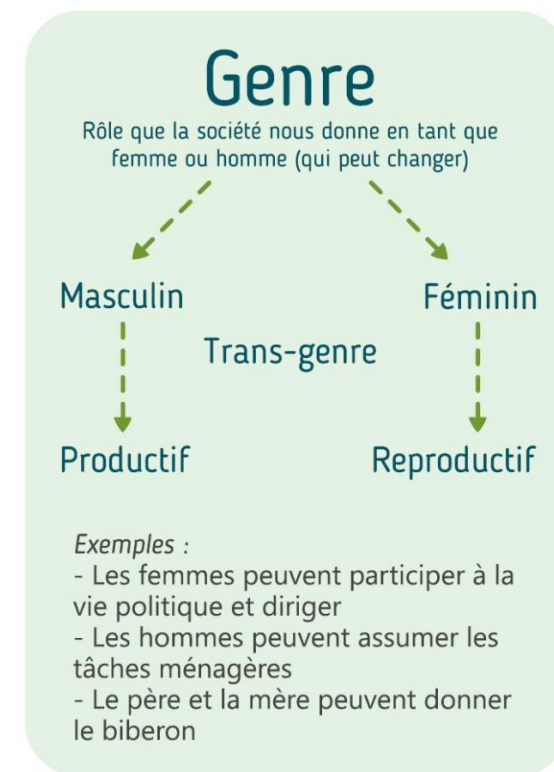 Genre
Rôle que la société nous donne en tant que
femme ou homme (qui peut changer)
Masculin
Féminin
Trans-genre
Productif
Reproductif
Exemples :
- Les femmes peuvent participer à la
vie politique et diriger
- Les hommes peuvent assumer les
tâches ménagères
- Le père et la mère peuvent donner
le biberon